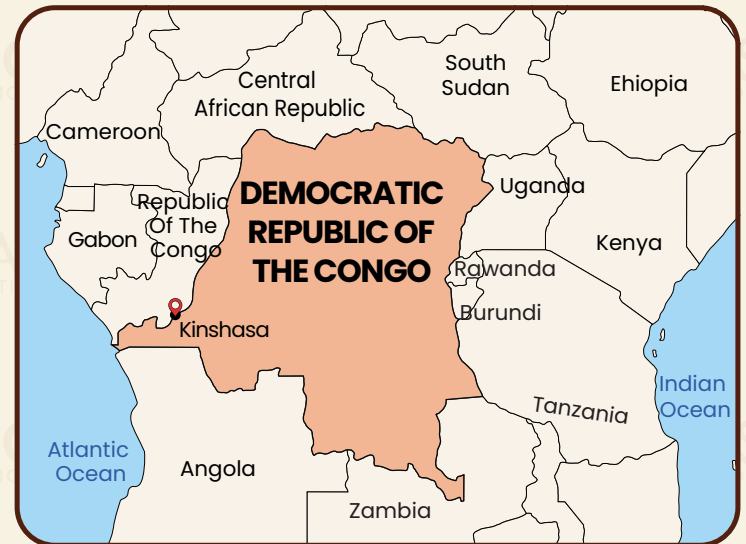 South
Sudan
Central
African Republic
Ehiopia
Cameroon
DEMOCRATIC
REPUBLIC OF
THE CONGO
Uganda
Republic
Of The
Congo
Gabon
Kenya
Rawanda
Burundi
Kinshasa
Indian
Ocean
Tanzania
Atlantic
Ocean
Angola
Zambia